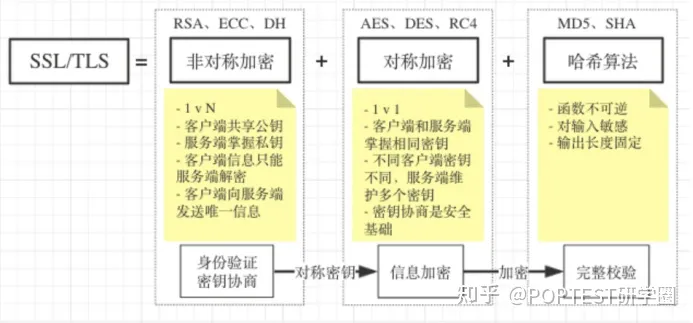 RSA、ECC、DH
AES、DES、RC4
MD5、SHA
SSL/TLS
=
非对称加密
+
对称加密
+
哈希算法
- 1 v N
- 客户端共享公钥
- 服务端掌握私钥
- 客户端信息只能
服务端解密
- 客户端向服务端
发送唯一信息
- 1 v 1
- 客户端和服务端
掌握相同密钥
- 不同客户端密钥
不同，服务端维
护多个密钥
- 密钥协商是安全
基础
- 函数不可逆
- 对输入敏感
- 输出长度固定
身份验证
密钥协商
对称密钥
信息加密
加密
完整校验
知乎 @POPTEST研学圈